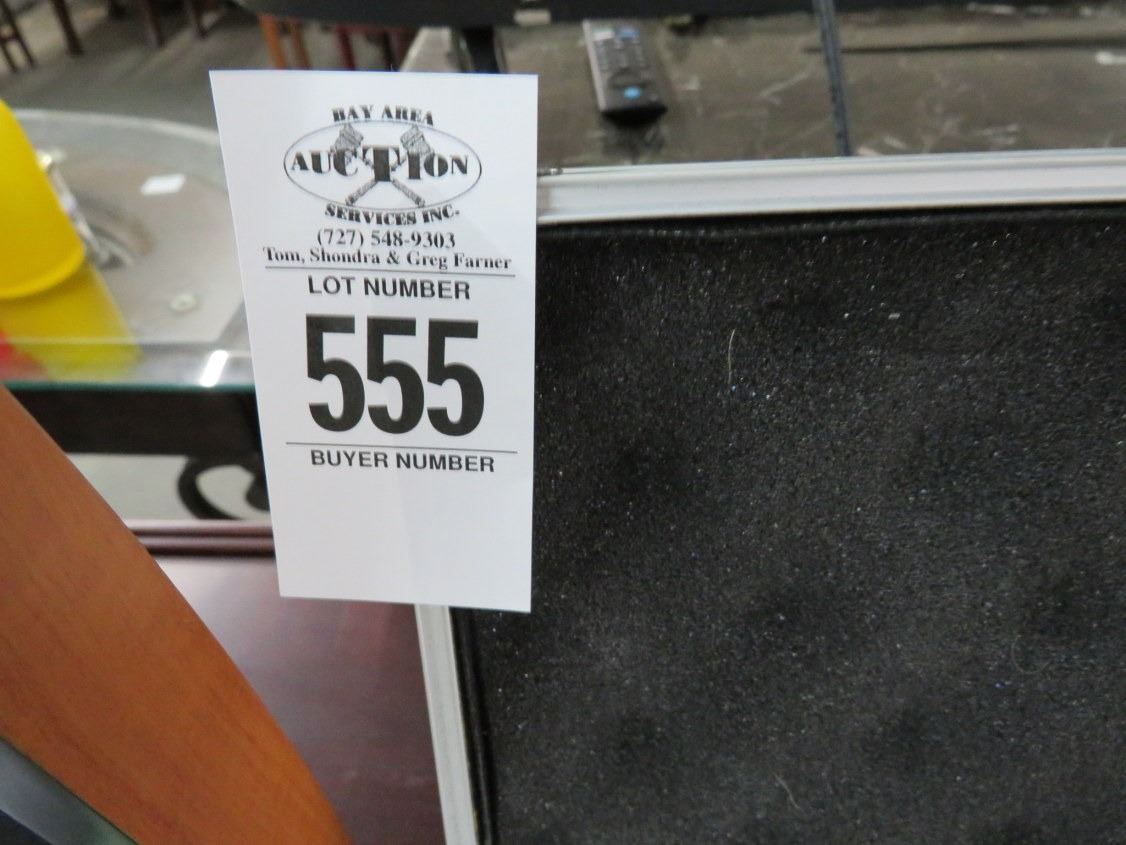 BAY AREA
AUCTION
SERVICES INC.
(727) 548-9303
Tom, Shondra & Greg Farner
LOT NUMBER
555
BUYER NUMBER